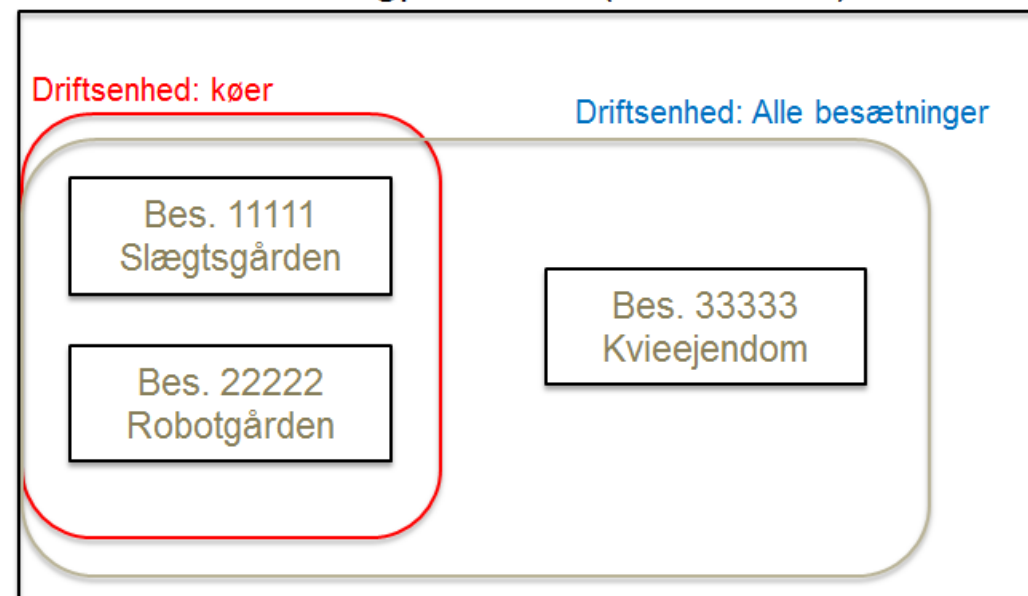 Driftsenhed: køer
Driftsenhed: Alle besætninger
Bes. 11111
Slægtsgården
Bes. 33333
Kvieejendom
Bes. 22222
Robotgården